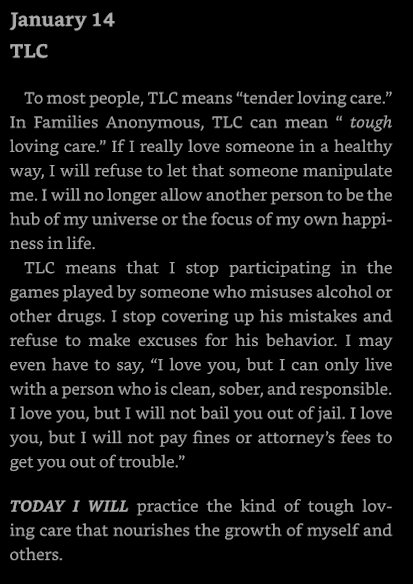 January 14
TLC
To most people, TLC means “tender loving care.”
In Families Anonymous, TLC can mean “ tough
loving care.” If I really love someone in a healthy
way, I will refuse to let that someone manipulate
me. I will no longer allow another person to be the
hub of my universe or the focus of my own happi-
ness in life.
TLC means that I stop participating in the
games played by someone who misuses alcohol or
other drugs. I stop covering up his mistakes and
refuse to make excuses for his behavior. I may
even have to say, “I love you, but I can only live
with a person who is clean, sober, and responsible.
I love you, but I will not bail you out of jail. I love
you, but I will not pay fines or attorney’s fees to
get you out of trouble.”
TODAY I WILL practice the kind of tough lov-
ing care that nourishes the growth of myself and
others.